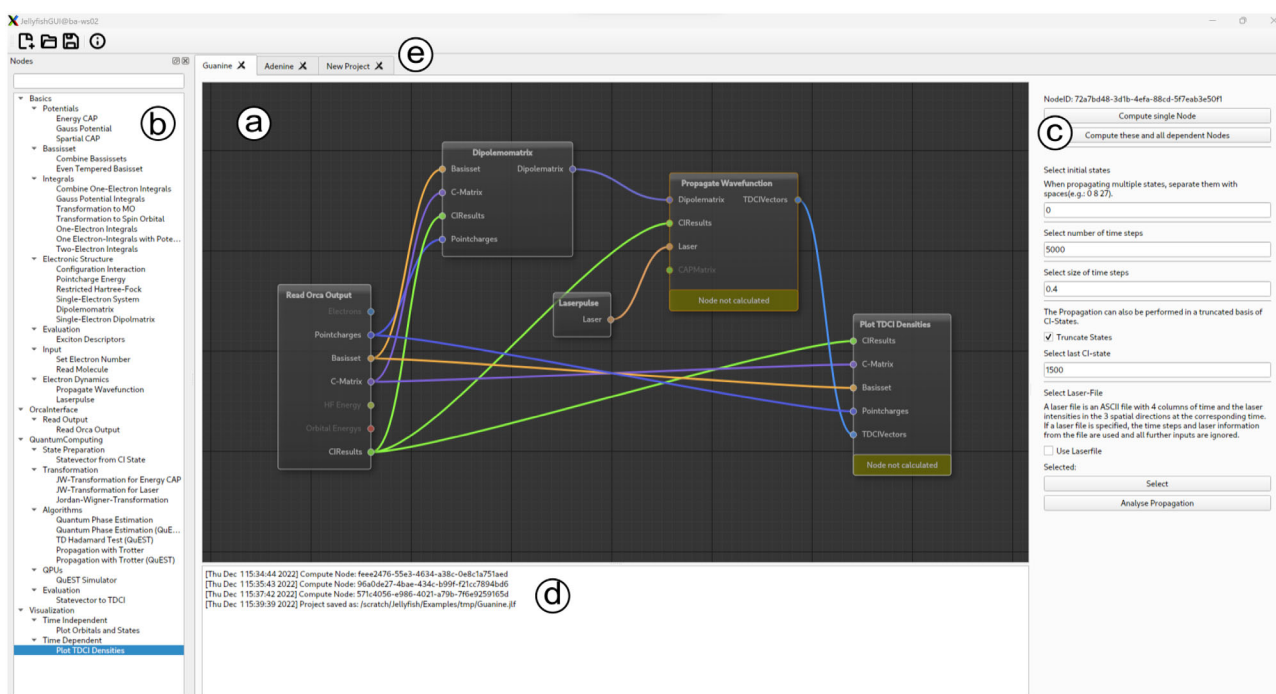 JellyfishGUI@ba-ws02
Nodes
Guanine
Adenine
New Project
e
Basics
Potentials
Energy CAP
Gauss Potential
Spartial CAP
Bassisset
Combine Bassissets
Even Tempered Basisset
Integrals
Combine One-Electron Integrals
Gauss Potential Integrals
Transformation to MO
Transformation to Spin Orbital
One-Electron Integrals
One Electron-Integrals with Pote...
Two-Electron Integrals
Electronic Structure
Configuration Interaction
Pointcharge Energy
Restricted Hartree-Fock
Single-Electron System
Dipolemomatrix
Single-Electron Dipolmatrix
Evaluation
Exciton Descriptors
Input
Set Electron Number
Read Molecule
Electron Dynamics
Propagate Wavefunction
Laserpulse
OrcaInterface
Read Output
Read Orca Output
QuantumComputing
State Preparation
Statevector from CI State
Transformation
JW-Transformation for Energy CAP
JW-Transformation for Laser
Jordan-Wigner-Transformation
Algorithms
Quantum Phase Estimation
Quantum Phase Estimation (QuE...
TD Hadamard Test (QuEST)
Propagation with Trotter
Propagation with Trotter (QuEST)
QPUs
QuEST Simulator
Evaluation
Statevector to TDCI
Visualization
Time Independent
Plot Orbitals and States
Time Dependent
Plot TDCI Densities
b
a
Dipolemomatrix
Basisset Dipolematrix
C-Matrix
CIResults
Pointcharges
Propagate Wavefunction
Dipolematrix TDCIVectors
CIResults
Laser
CAPMatrix
Node not calculated
Read Orca Output
Electrons
Pointcharges
Basisset
C-Matrix
HF Energy
Orbital Energys
CIResults
Laserpulse
Laser
Plot TDCI Densities
CIResults
C-Matrix
Basisset
Pointcharges
TDCIVectors
Node not calculated
[Thu Dec 1 15:34:44 2022] Compute Node: feee2476-55e3-4634-a38c-0e8c1a751aed
[Thu Dec 1 15:35:43 2022] Compute Node: 96a0de27-4bae-434c-b99f-f21cc7894bd6
[Thu Dec 1 15:37:42 2022] Compute Node: 571c4056-e986-4021-a79b-7f6e9259165d
[Thu Dec 1 15:39:39 2022] Project saved as: /scratch/Jellyfish/Examples/tmp/Guanine.jlf
d
NodeID: 72a7bd48-3d1b-4efa-88cd-5f7eab3e50f1
Compute single Node
c
Compute these and all dependent Nodes
Select initial states
When propagating multiple states, separate them with
spaces(e.g.: 0 8 27).
0
Select number of time steps
5000
Select size of time steps
0.4
The Propagation can also be performed in a truncated basis of
CI-States.
Truncate States
Select last CI-state
1500
Select Laser-File
A laser file is an ASCII file with 4 columns of time and the laser
intensities in the 3 spatial directions at the corresponding time.
If a laser file is specified, the time steps and laser information
from the file are used and all further inputs are ignored.
Use Laserfile
Selected:
Select
Analyse Propagation